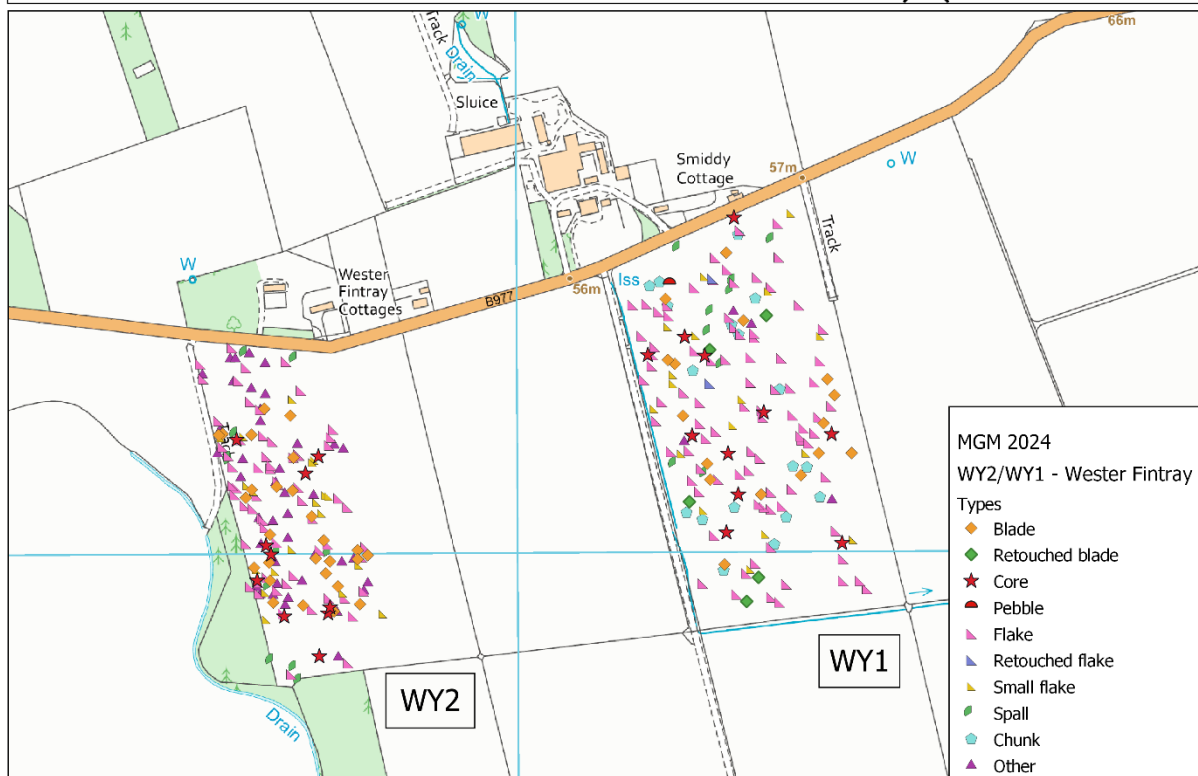 66m
Track
W
Drain
Sluice
Smiddy
Cottage
57m
W
Track
W
Wester
Fintray
Cottages
B977
56m
Iss
MGM 2024
WY2/WY1 - Wester Fintray
Types
Blade
Retouched blade
Core
Pebble
Flake
Retouched flake
Small flake
Spall
Chunk
Other
WY1
WY2
Drain